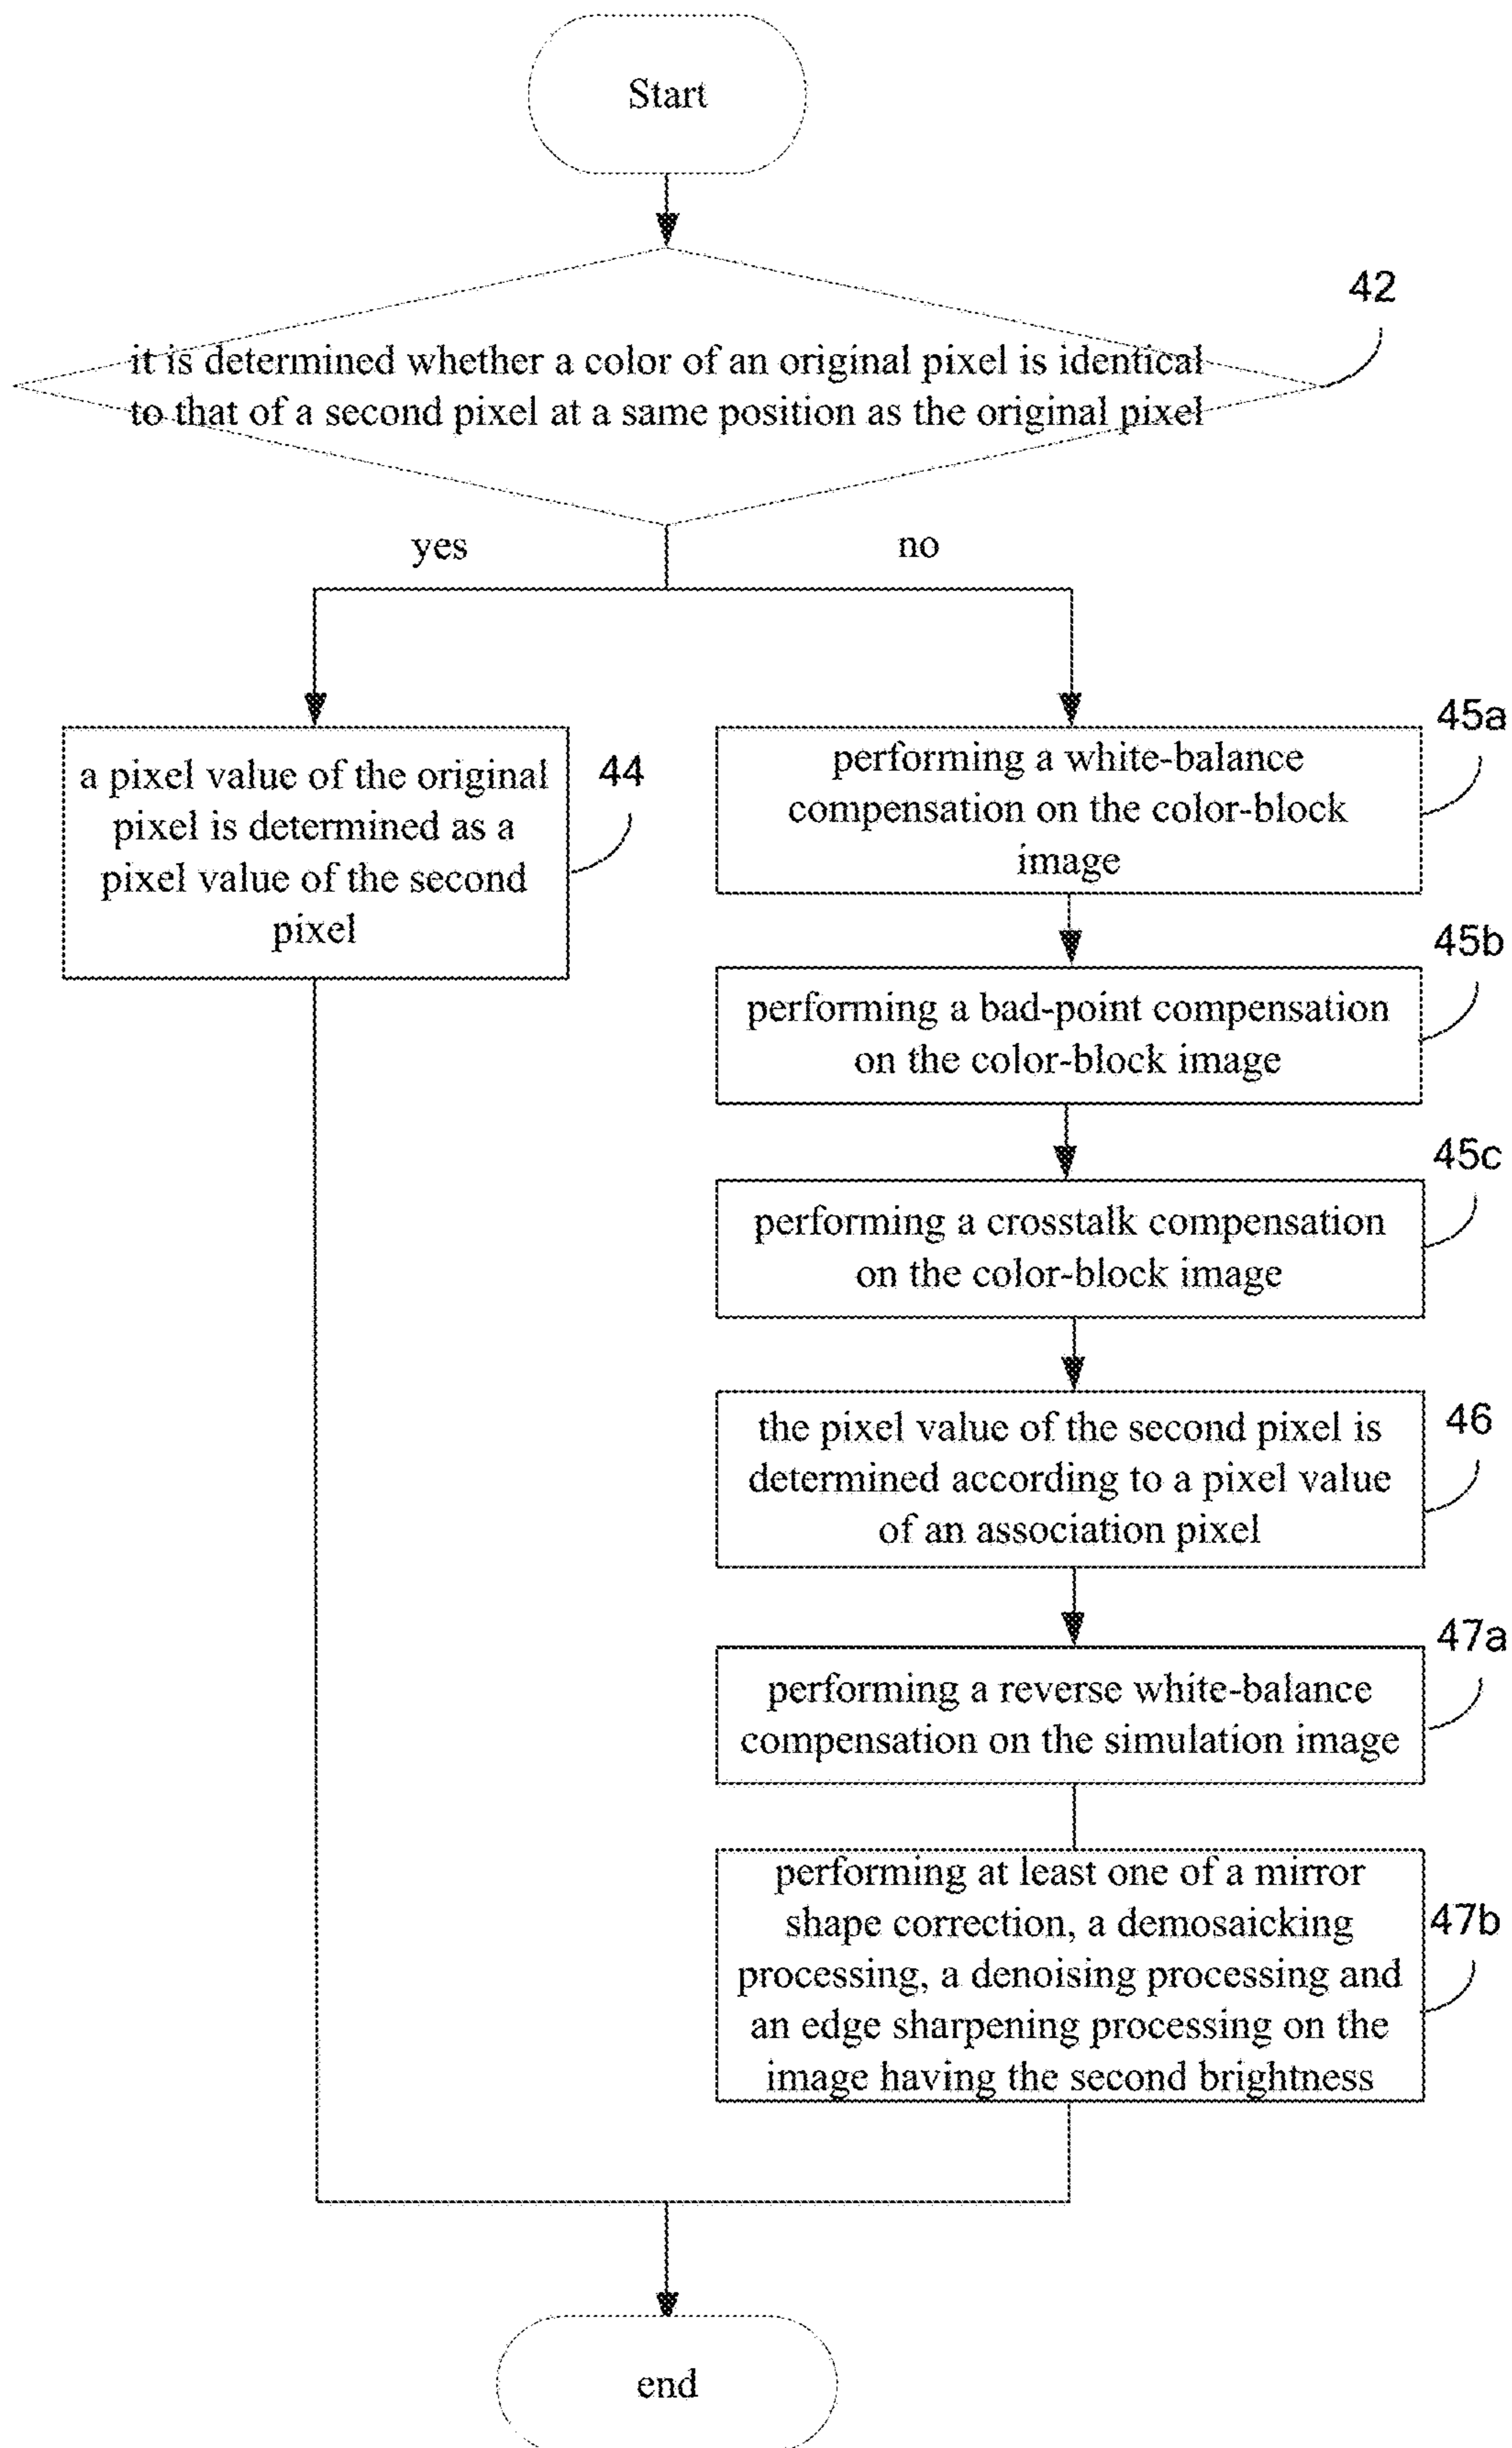 Start
42
it is determined whether a color of an original pixel is identical
to that of a second pixel at a same position as the original pixel
yes
no
a pixel value of the original
pixel is determined as a
pixel value of the second
pixel
44
performing a white-balance
compensation on the color-block
image
45a
performing a bad-point compensation
on the color-block image
45b
performing a crosstalk compensation
on the color-block image
45c
the pixel value of the second pixel is
determined according to a pixel value
of an association pixel
46
performing a reverse white-balance
compensation on the simulation image
47a
performing at least one of a mirror
shape correction, a demosaicking
processing, a denoising processing and
an edge sharpening processing on the
image having the second brightness
47b
end